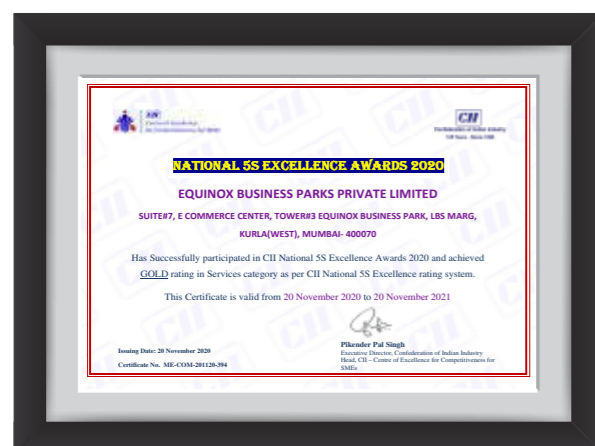 CII
CII
NATIONAL 5S EXCELLENCE AWARDS 2020
EQUINOX BUSINESS PARKS PRIVATE LIMITED
SUITE#7, E COMMERCE CENTER, TOWER#3 EQUINOX BUSINESS PARK, LBS MARG,
KURLA(WEST), MUMBAI- 400070
Has Successfully participated in CII National 5S Excellence Awards 2020 and achieved
GOLD rating in Services category as per CII National 5S Excellence rating system.
This Certificate is valid from 20 November 2020 to 20 November 2021
Pikender Pal Singh
Executive Director, Confederation of Indian Industry
Head, CII – Centre of Excellence for Competitiveness for
SMEs
Issuing Date: 20 November 2020
Certificate No. ME-COM-201120-394